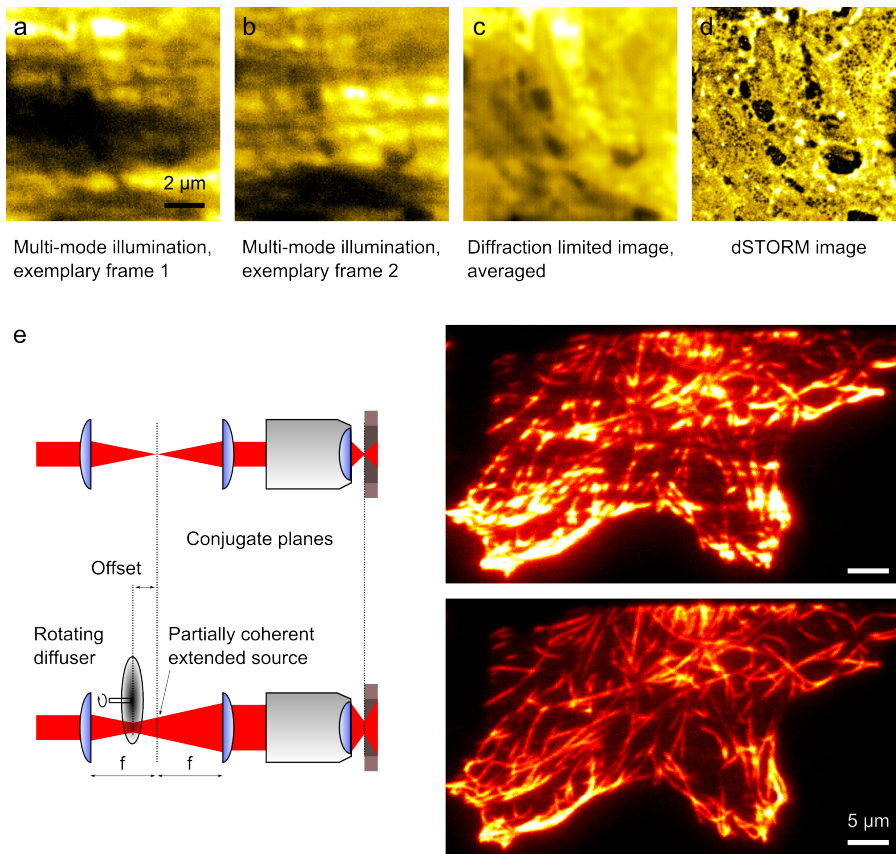 a
b
c
d
2 µm
Multi-mode illumination,
exemplary frame 1
Multi-mode illumination,
exemplary frame 2
Diffraction limited image,
averaged
dSTORM image
e
Conjugate planes
Offset
Rotating
diffuser
Partially coherent
extended source
f
f
5 µm